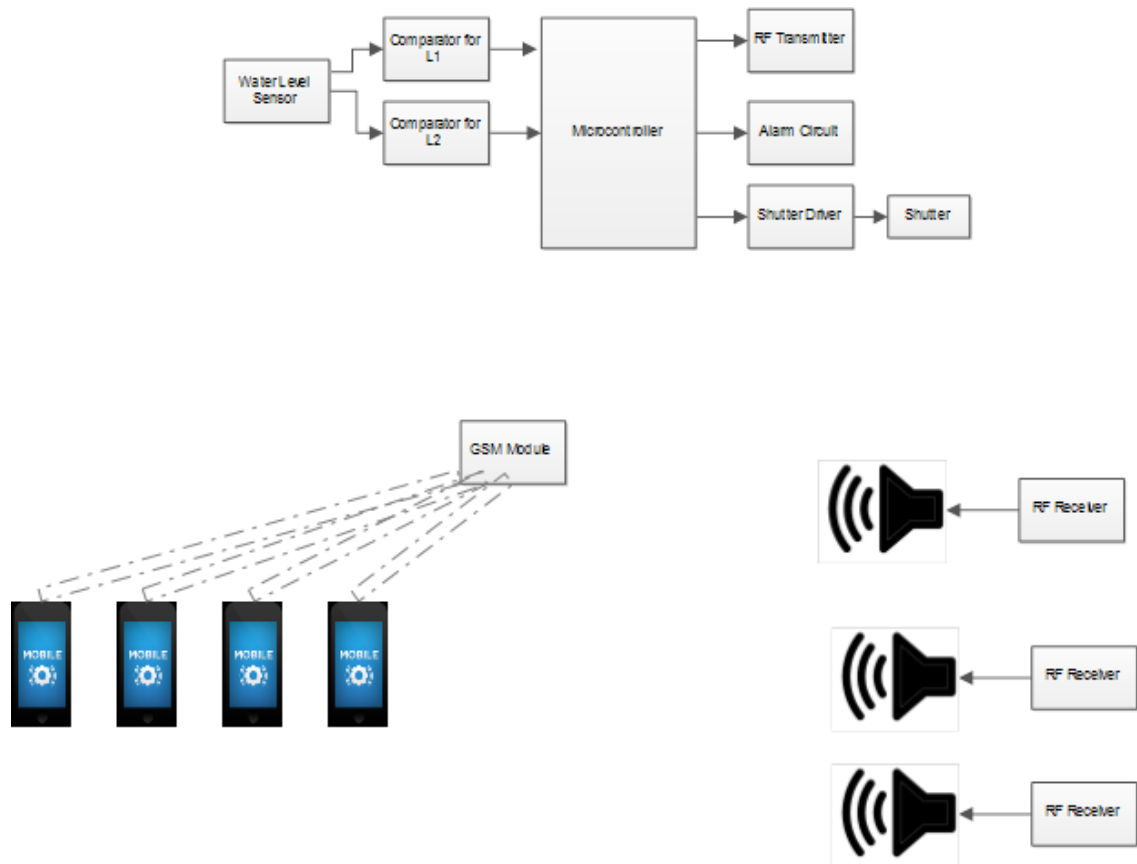 Comparator for
L1
RF Transmitter
Water Level
Sensor
Comparator for
L2
Microcontroller
Alarm Circuit
Shutter Driver
Shutter
GSM Module
RF Receiver
MOBILE
MOBILE
MOBILE
MOBILE
RF Receiver
RF Receiver